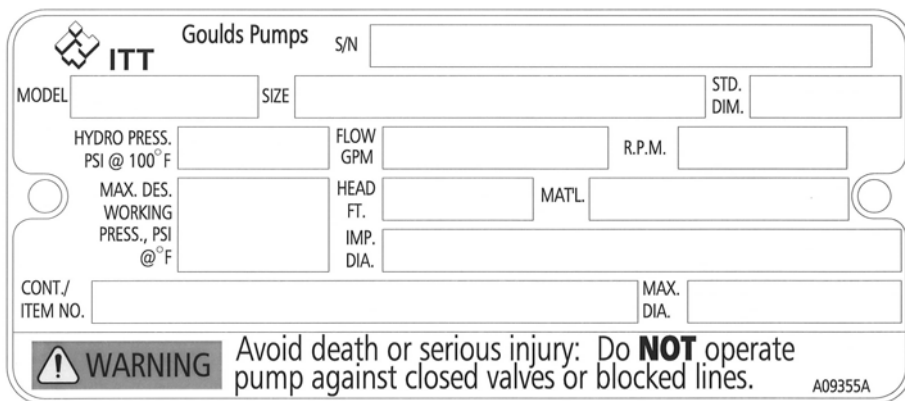 ITT
Goulds Pumps
S/N
MODEL
SIZE
STD.
DIM.
HYDRO PRESS.
PSI @ 100°F
FLOW
GPM
R.P.M.
MAX. DES.
WORKING
PRESS., PSI
@°F
HEAD
FT.
MAT'L.
IMP.
DIA.
CONT./
ITEM NO.
MAX.
DIA.
WARNING
Avoid death or serious injury: Do NOT operate
pump against closed valves or blocked lines.
A09355A